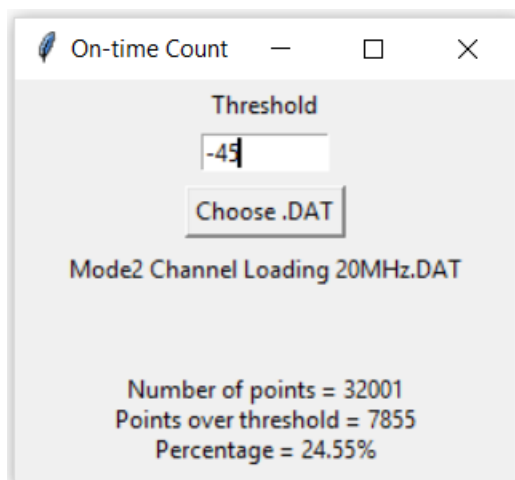 On-time Count
Threshold
-45
Choose .DAT
Mode2 Channel Loading 20MHz.DAT
Number of points = 32001
Points over threshold = 7855
Percentage = 24.55%